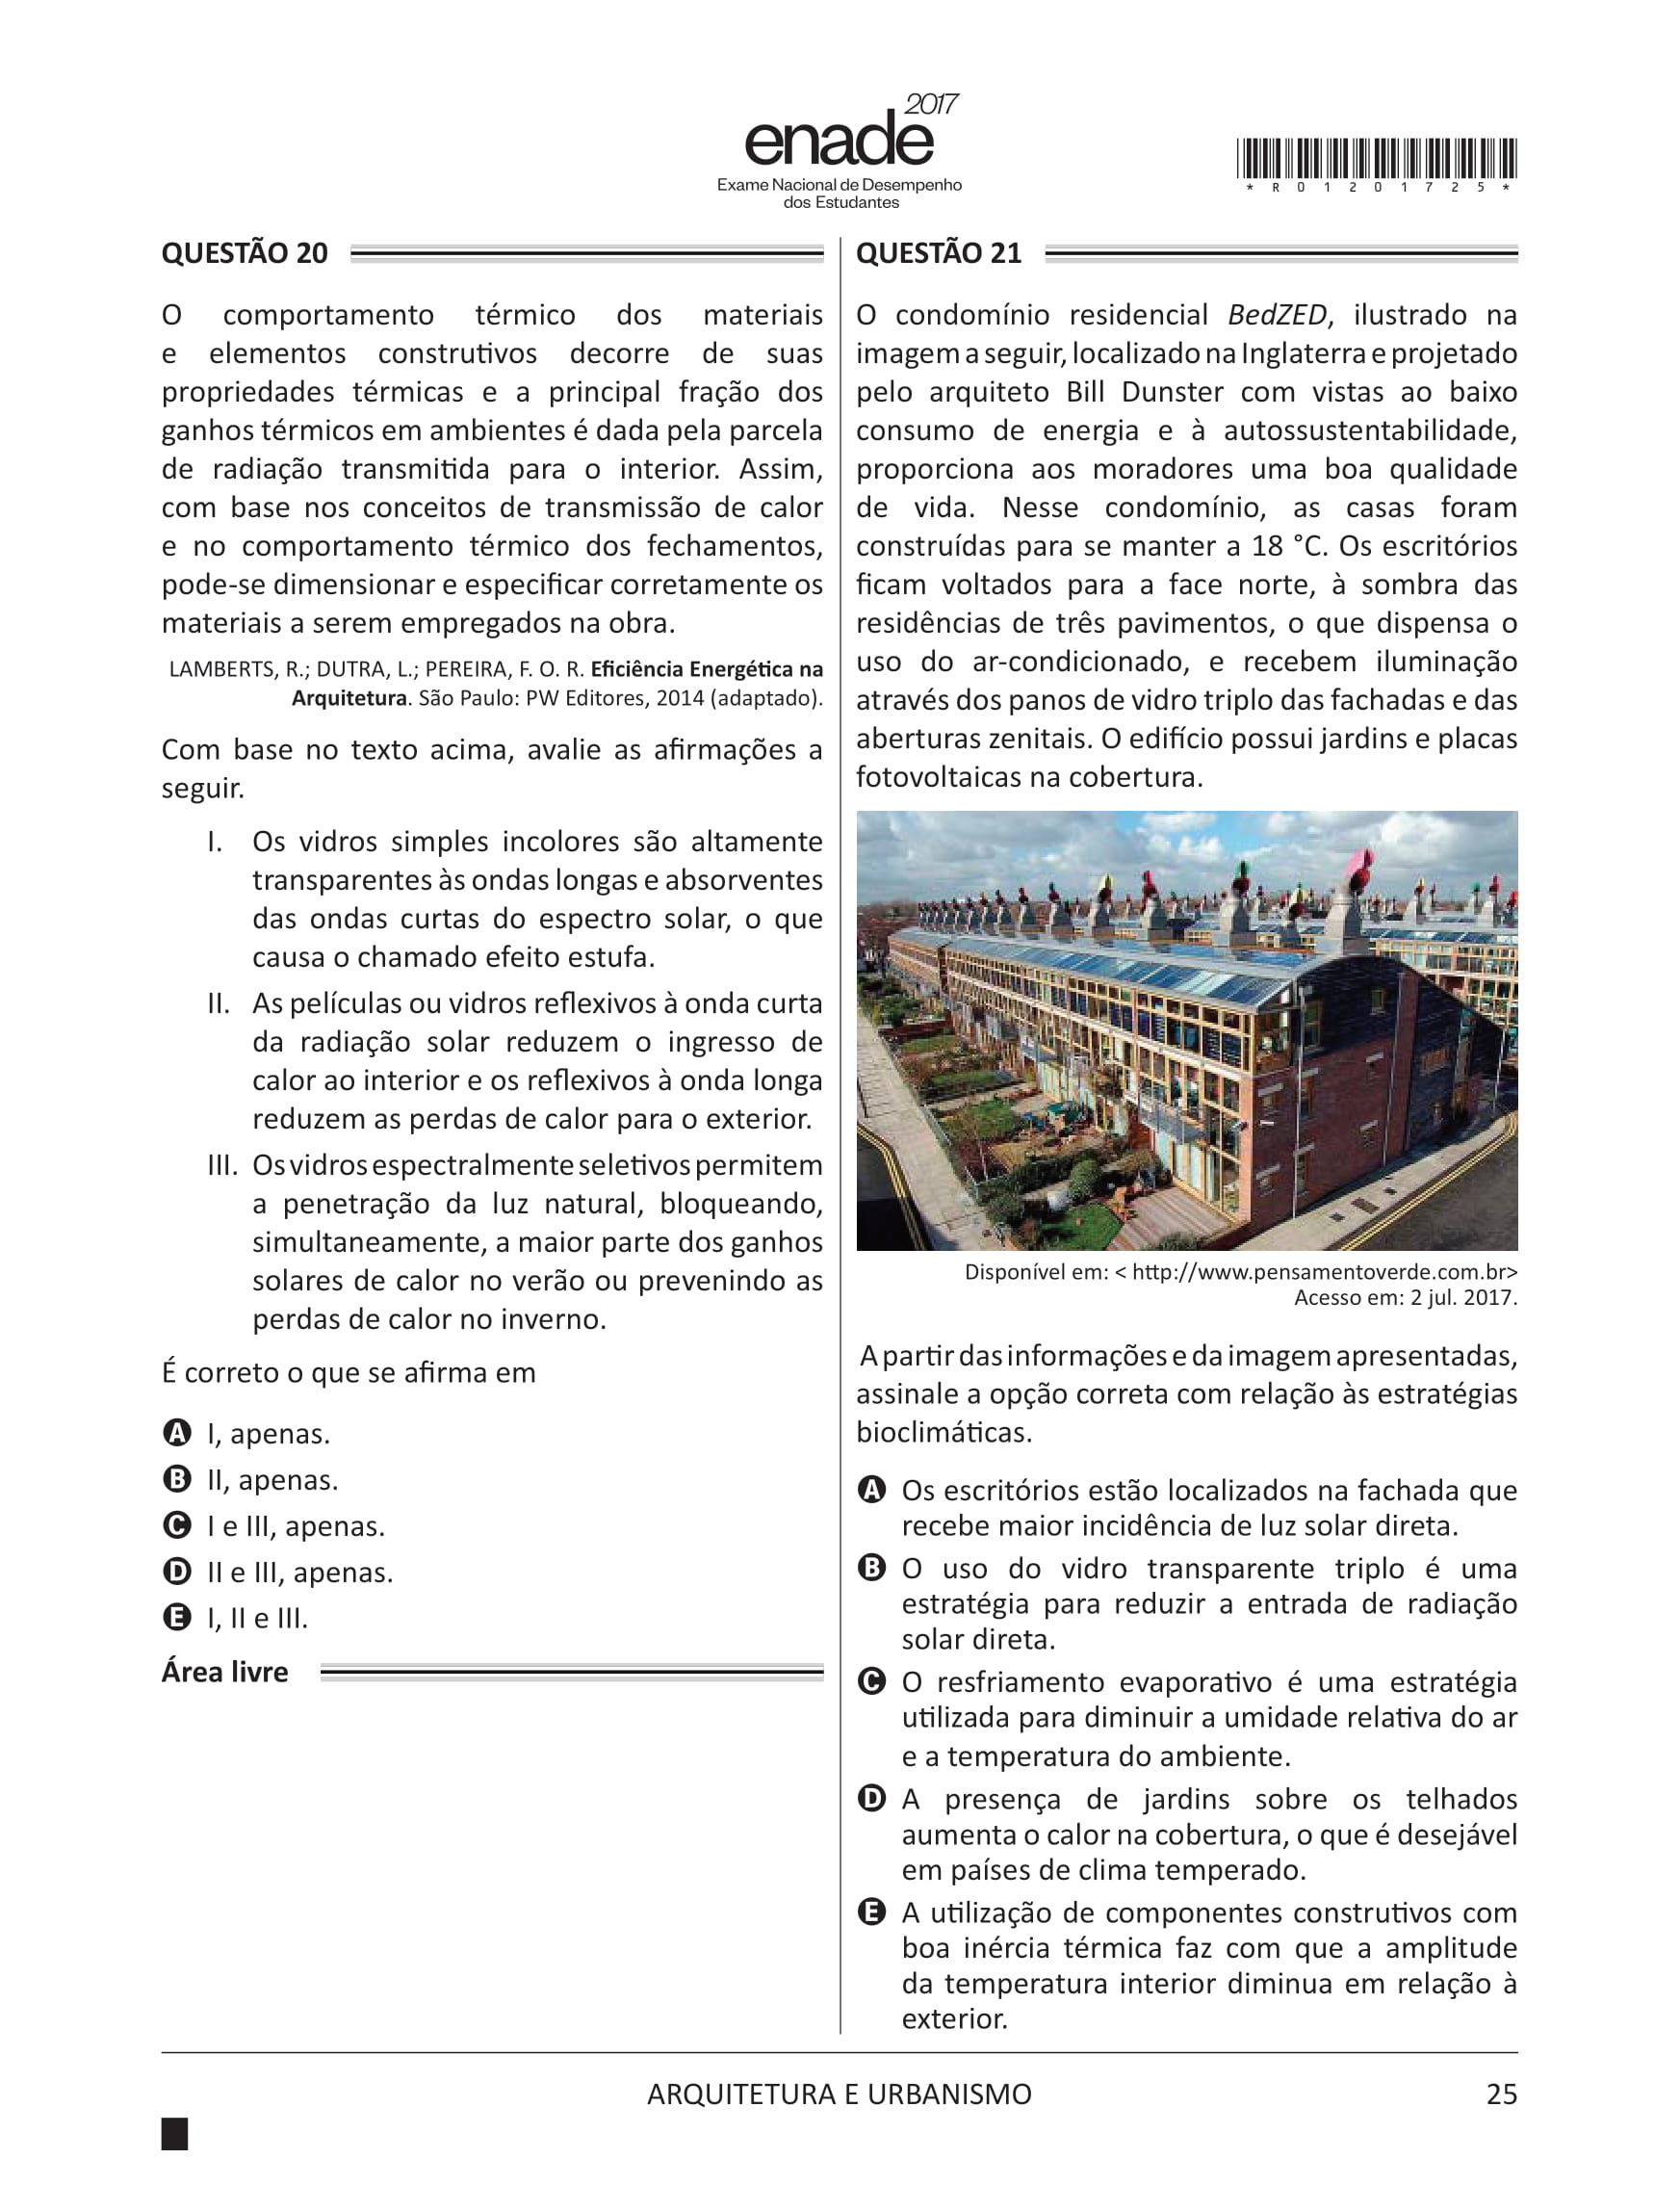 2017
enade
Exame Nacional de Desempenho
dos Estudantes
*R01201725*
QUESTÃO 20
O comportamento térmico dos materiais
e elementos construtivos decorre de suas
propriedades térmicas e a principal fração dos
ganhos térmicos em ambientes é dada pela parcela
de radiação transmitida para o interior. Assim,
com base nos conceitos de transmissão de calor
e no comportamento térmico dos fechamentos,
pode-se dimensionar e especificar corretamente os
materiais a serem empregados na obra.
LAMBERTS, R.; DUTRA, L.; PEREIRA, F. O. R. Eficiência Energética na
Arquitetura. São Paulo: PW Editores, 2014 (adaptado).
Com base no texto acima, avalie as afirmações a
seguir.
I. Os vidros simples incolores são altamente
transparentes às ondas longas e absorventes
das ondas curtas do espectro solar, o que
causa o chamado efeito estufa.
II. As películas ou vidros reflexivos à onda curta
da radiação solar reduzem o ingresso de
calor ao interior e os reflexivos à onda longa
reduzem as perdas de calor para o exterior.
III. Os vidros espectralmente seletivos permitem
a penetração da luz natural, bloqueando,
simultaneamente, a maior parte dos ganhos
solares de calor no verão ou prevenindo as
perdas de calor no inverno.
É correto o que se afirma em
A I, apenas.
B II, apenas.
C I e III, apenas.
D II e III, apenas.
E I, II e III.
Área livre
QUESTÃO 21
O condomínio residencial BedZED, ilustrado na
imagem a seguir, localizado na Inglaterra e projetado
pelo arquiteto Bill Dunster com vistas ao baixo
consumo de energia e à autossustentabilidade,
proporciona aos moradores uma boa qualidade
de vida. Nesse condomínio, as casas foram
construídas para se manter a 18 °C. Os escritórios
ficam voltados para a face norte, à sombra das
residências de três pavimentos, o que dispensa o
uso do ar-condicionado, e recebem iluminação
através dos panos de vidro triplo das fachadas e das
aberturas zenitais. O edifício possui jardins e placas
fotovoltaicas na cobertura.
Disponível em: < http://www.pensamentoverde.com.br>
Acesso em: 2 jul. 2017.
A partir das informações e da imagem apresentadas,
assinale a opção correta com relação às estratégias
bioclimáticas.
A Os escritórios estão localizados na fachada que
recebe maior incidência de luz solar direta.
B O uso do vidro transparente triplo é uma
estratégia para reduzir a entrada de radiação
solar direta.
C O resfriamento evaporativo é uma estratégia
utilizada para diminuir a umidade relativa do ar
e a temperatura do ambiente.
D A presença de jardins sobre os telhados
aumenta o calor na cobertura, o que é desejável
em países de clima temperado.
E A utilização de componentes construtivos com
boa inércia térmica faz com que a amplitude
da temperatura interior diminua em relação à
exterior.
ARQUITETURA E URBANISMO
25